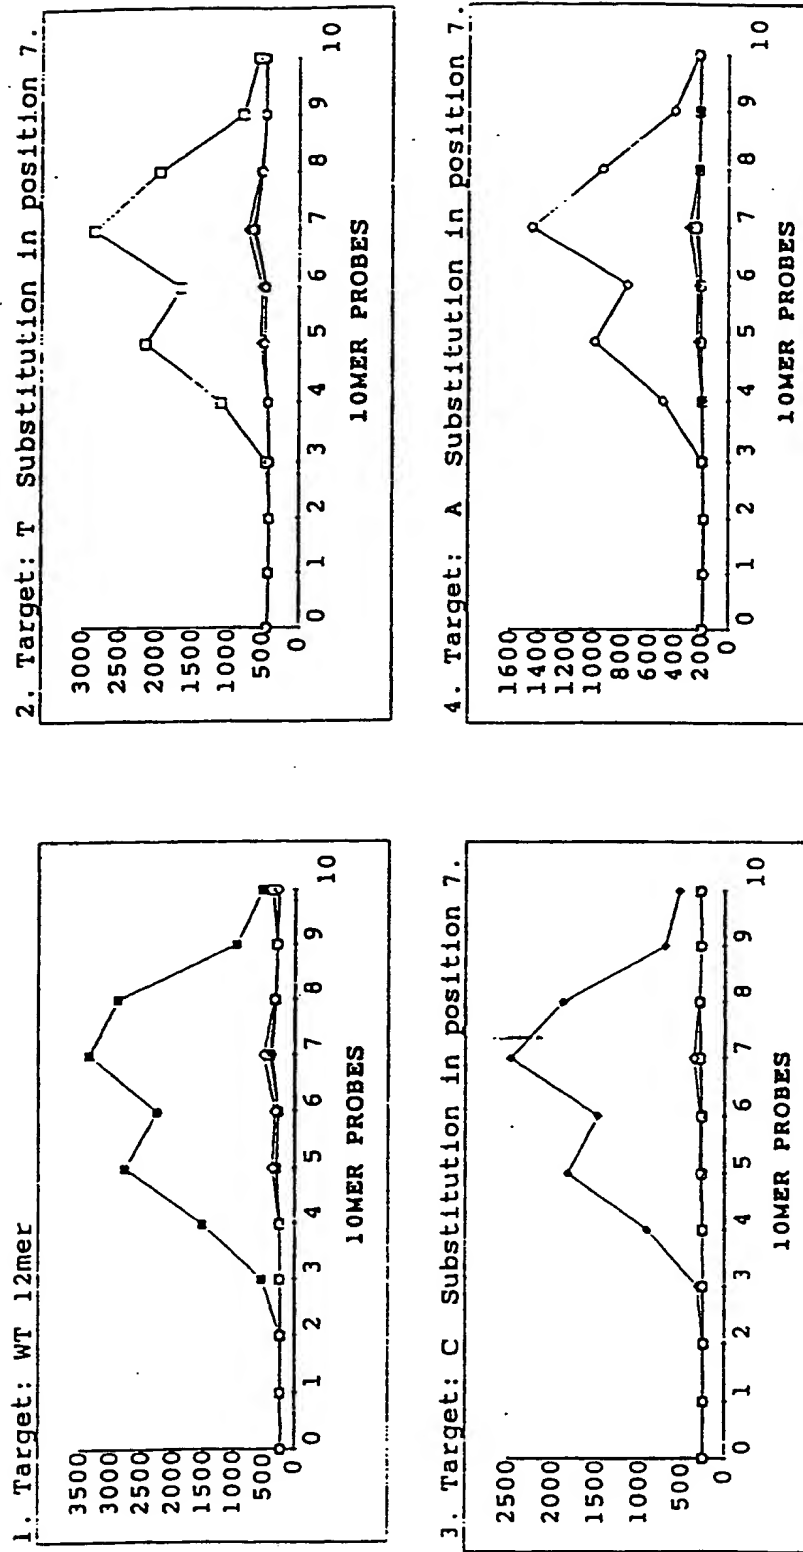 1. Target: WT 12mer
3500
3000
2500
2000
1500
1000
500
0
0 1 2 3 4 5 6 7 8 9 10
10MER PROBES
2. Target: T Substitution in position 7.
3000
2500
2000
1500
1000
500
0
0 1 2 3 4 5 6 7 8 9 10
10MER PROBES
3. Target: C Substitution in position 7.
2500
2000
1500
1000
500
0
0 1 2 3 4 5 6 7 8 9 10
10MER PROBES
4. Target: A Substitution in position 7.
1600
1400
1200
1000
800
600
400
200
0
0 1 2 3 4 5 6 7 8 9 10
10MER PROBES